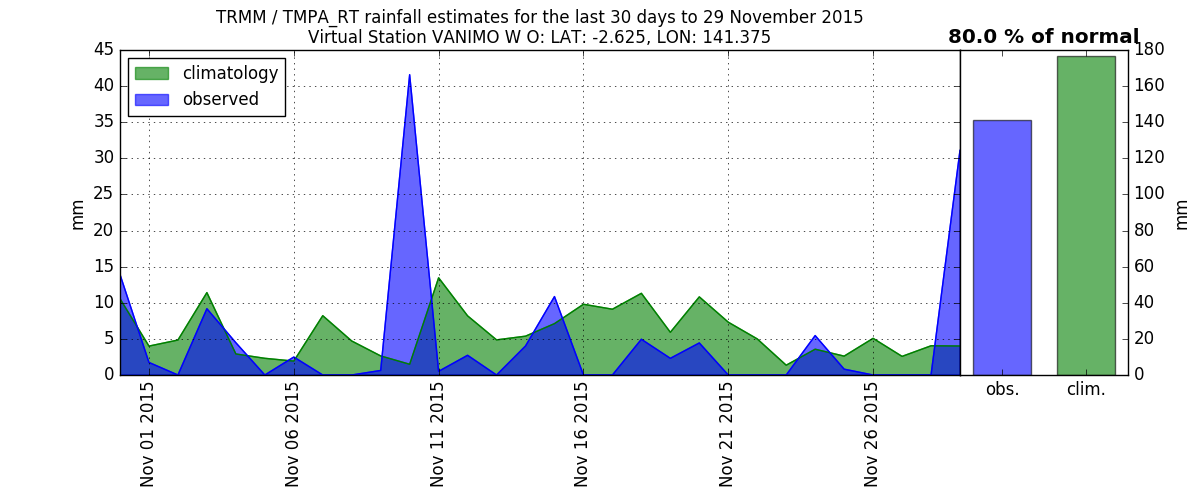 TRMM / TMPA_RT rainfall estimates for the last 30 days to 29 November 2015
Virtual Station VANIMO W O: LAT: -2.625, LON: 141.375
80.0 % of normal
climatology
observed
45
40
35
30
25
20
15
10
5
0
mm
Nov 01 2015
Nov 06 2015
Nov 11 2015
Nov 16 2015
Nov 21 2015
Nov 26 2015
180
160
140
120
100
80
60
40
20
0
mm
obs.
clim.